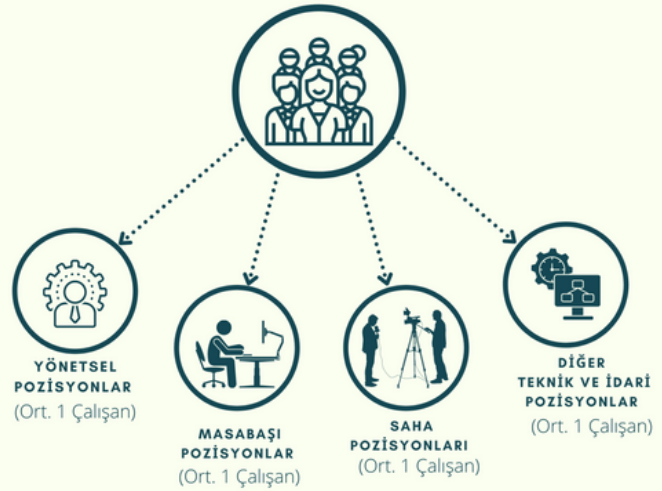 YÖNETSEL
POZİSYONLAR
(Ort. 1 Çalışan)
MASABAŞI
POZİSYONLAR
(Ort. 1 Çalışan)
SAHA
POZİSYONLARI
(Ort. 1 Çalışan)
DİĞER
TEKNİK VE İDARİ
POZİSYONLAR
(Ort. 1 Çalışan)